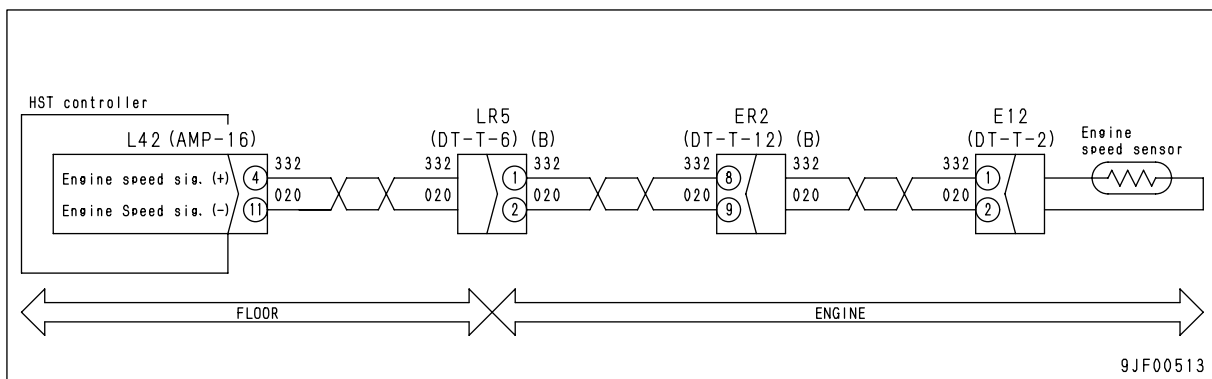 HST controller
L42 (AMP-16)
LR5
(DT-T-6) (B)
ER2
(DT-T-12) (B)
E12
(DT-T-2)
Engine
speed sensor
Engine speed sig. (+) 4 332 332 1 332 332 8 332 332 1
Engine Speed sig. (-) 11 020 020 2 020 020 9 020 020 2
FLOOR ENGINE
9JF00513